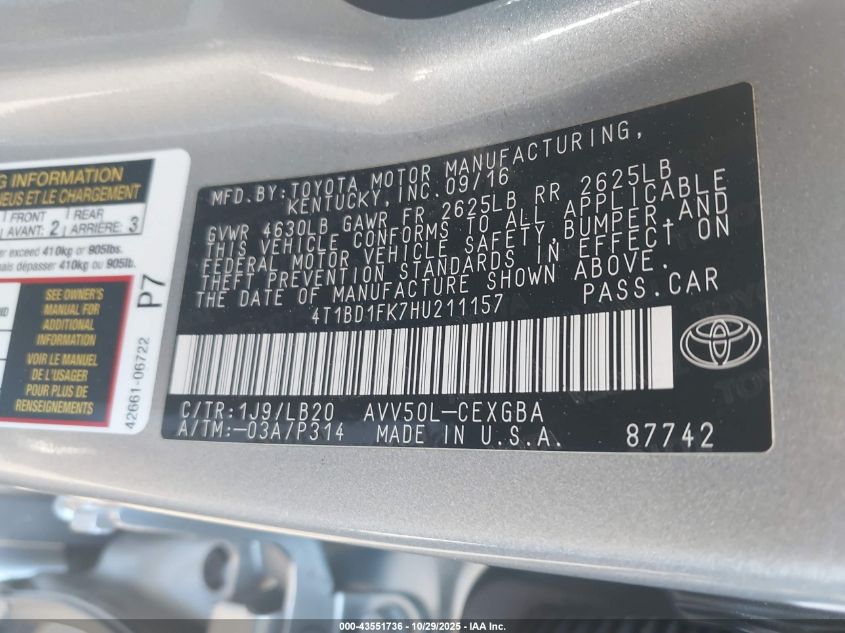 G INFORMATION
NEUS ET LE CHARGEMENT
FRONT
AVANT: 2
REAR
ARRIÈRE: 3
exceed 410kg or 905lbs.
dépasser 410kg ou 905lb.
SEE OWNER'S
MANUAL FOR
ADDITIONAL
INFORMATION
VOIR LE MANUEL
DE L'USAGER
POUR PLUS DE
RENSEIGNEMENTS
P7
42661-06722
MFD.BY:TOYOTA MOTOR MANUFACTURING,
KENTUCKY,INC.09/16
GVWR 4630LB GAWR FR 2625LB RR 2625LB
THIS VEHICLE CONFORMS TO ALL APPLICABLE
FEDERAL MOTOR VEHICLE SAFETY,BUMPER,AND
THEFT PREVENTION STANDARDS IN EFFECT ON
THE DATE OF MANUFACTURE SHOWN ABOVE.
4T1BD1FK7HU211157 PASS.CAR
C/TR:1J9/LB20 AVV50L-CEXGBA
A/TM:-03A/P314 MADE IN U.S.A. 87742
000-43551736 - 10/29/2025 - IAA Inc.